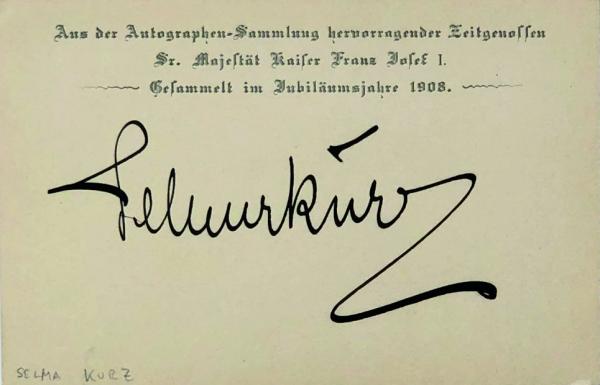 Aus der Autographen-Sammlung hervorragender Zeitgenossen
Sr. Majestät Kaiser Franz Josef I.
Gesammelt im Jubiläumsjahre 1908.
Selma Kurz
SELMA KURZ